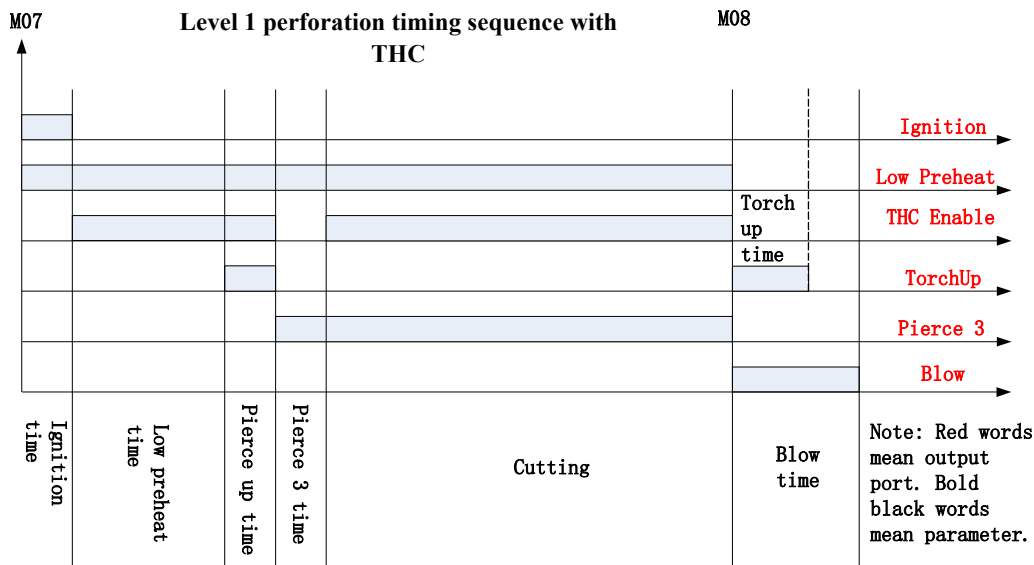 M07
Level 1 perforation timing sequence with
THC
M08
Ignition
Low Preheat
THC Enable
Torch
up
time
TorchUp
Pierce 3
Blow
Ignition
time
Low preheat
time
Pierce up time
Pierce 3 time
Cutting
Blow
time
Note: Red words
mean output
port. Bold
black words
mean parameter.